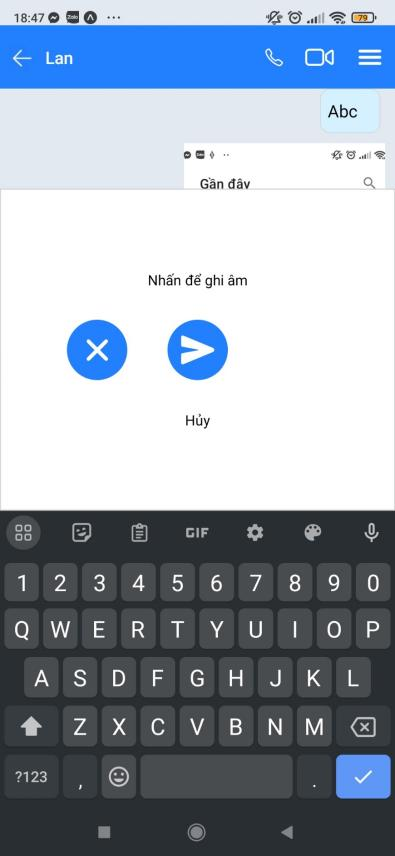 18:47 Zalo ... 79
Lan
Abc
Gần đây
Nhấn để ghi âm
Hủy
GIF
1 2 3 4 5 6 7 8 9 0
Q W E R T Y U I O P
A S D F G H J K L
Z X C V B N M
?123 , .